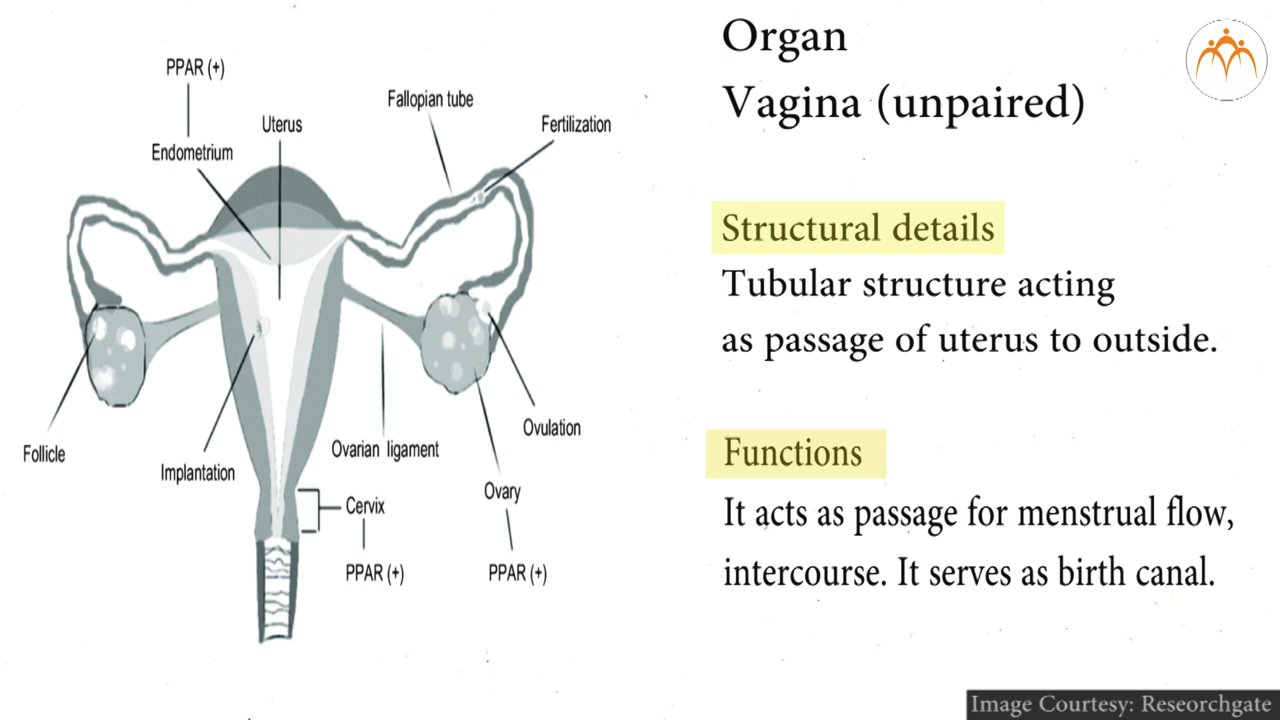 PPAR (+)
Endometrium
Uterus
Fallopian tube
Fertilization
Follicle
Implantation
Ovarian ligament
Ovulation
Ovary
Cervix
PPAR (+)
PPAR (+)
Organ
Vagina (unpaired)
Structural details
Tubular structure acting
as passage of uterus to outside.
Functions
It acts as passage for menstrual flow,
intercourse. It serves as birth canal.
Image Courtesy: Reseorchgate